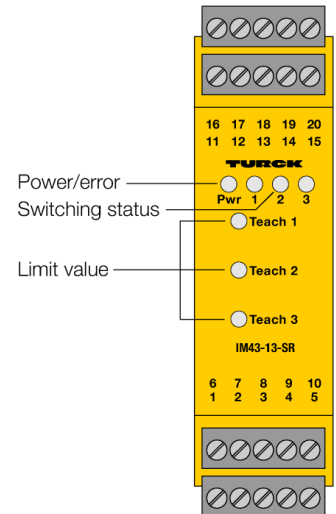 16 17 18 19 20
11 12 13 14 15
TURCK
Power/error
Pwr 1 2 3
Switching status
Teach 1
Limit value
Teach 2
Teach 3
IM43-13-SR
6 7 8 9 10
1 2 3 4 5